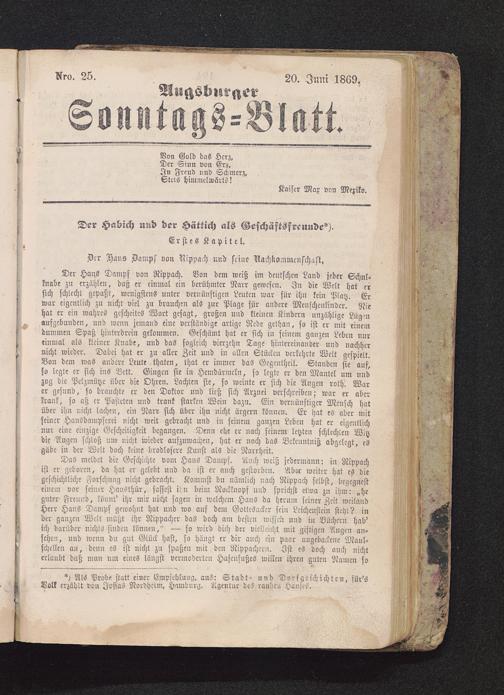 Nro. 25. 20. Juni 1869.
Augsburger
Sonntags=Blatt.
Von Gold das Herz,
Der Sinn von Erz,
In Freud und Schmerz,
Stets himmelwärts!
Kaiser Max von Mexiko.
Der Habich und der Hättich als Geschäftsfreunde*).
Erstes Kapitel.
Der Hans Dampf von Nippach und seine Nachkommenschaft.
Der Hans Dampf von Nippach. Von dem weiß im deutschen Land jeder Schul-
knabe zu erzählen, daß er einmal ein berühmter Narr gewesen. In die Welt hat er
sich schlecht gepaßt, wenigstens unter vernünftigen Leuten war für ihn kein Platz. Er
war eigentlich zu nicht viel zu brauchen als zur Plage für andere Menschenkinder. Nie
hat er ein wahres gescheites Wort gesagt, großen und kleinen Kindern unzählige Lügen
aufgebunden, und wenn jemand eine verständige artige Rede gethan, so ist er mit einem
dummen Spaß hinterdrein gekommen. Geschämt hat er sich in seinem ganzen Leben nur
einmal als kleiner Knabe, und das sogleich vierzehn Tage hintereinander und nachher
nicht wieder. Dabei hat er zu aller Zeit und in allen Stücken verkehrte Welt gespielt.
Von dem was andere Leute thaten, that er immer das Gegentheil. Standen sie auf,
so legte er sich ins Bett. Gingen sie in Hemdärmeln, so legte er den Mantel um und
zog die Pelzmütze über die Ohren. Lachten sie, so weinte er sich die Augen roth. War
er gesund, so brauchte er den Doktor und ließ sich Arznei verschreiben; war er aber
krank, so aß er Pasteten und trank starken Wein dazu. Ein vernünftiger Mensch hat
über ihn nicht lachen, ein Narr sich über ihn nicht ärgern können. Er hat es aber mit
seiner Hansdampferei nicht weit gebracht und in seinem ganzen Leben hat er eigentlich
nur eine einzige Gescheitigkeit begangen. Denn ehe er nach seinem letzten schlechten Witz
die Augen schloß um nicht wieder aufzuwachen, hat er noch das Bekenntniß abgelegt, es
gäbe in der Welt doch keine brodlosere Kunst als die Narrheit.
Das meldet die Geschichte vom Hans Dampf. Auch weiß jedermann: in Nippach
ist er geboren, da hat er gelebt und da ist er auch gestorben. Aber weiter hat es die
geschichtliche Forschung nicht gebracht. Kommst du nämlich nach Nippach selbst, begegnest
einem vor seiner Hausthür, fassest ihn beim Rockknopf und sprichst etwa zu ihm: „he
guter Freund, könnt' ihr mir nicht sagen in welchem Haus da herum seiner Zeit weiland
Herr Hans Dampf gewohnt hat und wo auf dem Gottesacker sein Leichenstein steht? in
der ganzen Welt müßt ihr Nippacher das doch am besten wissen und in Büchern hab'
ich darüber nichts finden können," — so wird dich der vielleicht mit giftigen Augen an-
sehen, und wenn du gut Glück hast, so hängt er dir auch ein paar ungebackene Maul-
schellen an, denn es ist nicht zu spaßen mit den Nippachern. Ist es doch auch nicht
erlaubt daß man um eines längst vermoderten Hasenfußes willen ihren guten Namen so
*) Als Probe statt einer Empfehlung, aus: Stadt- und Dorfgeschichten, für's
Volk erzählt von Josias Nordheim, Hamburg. Agentur des rauhen Hauses.